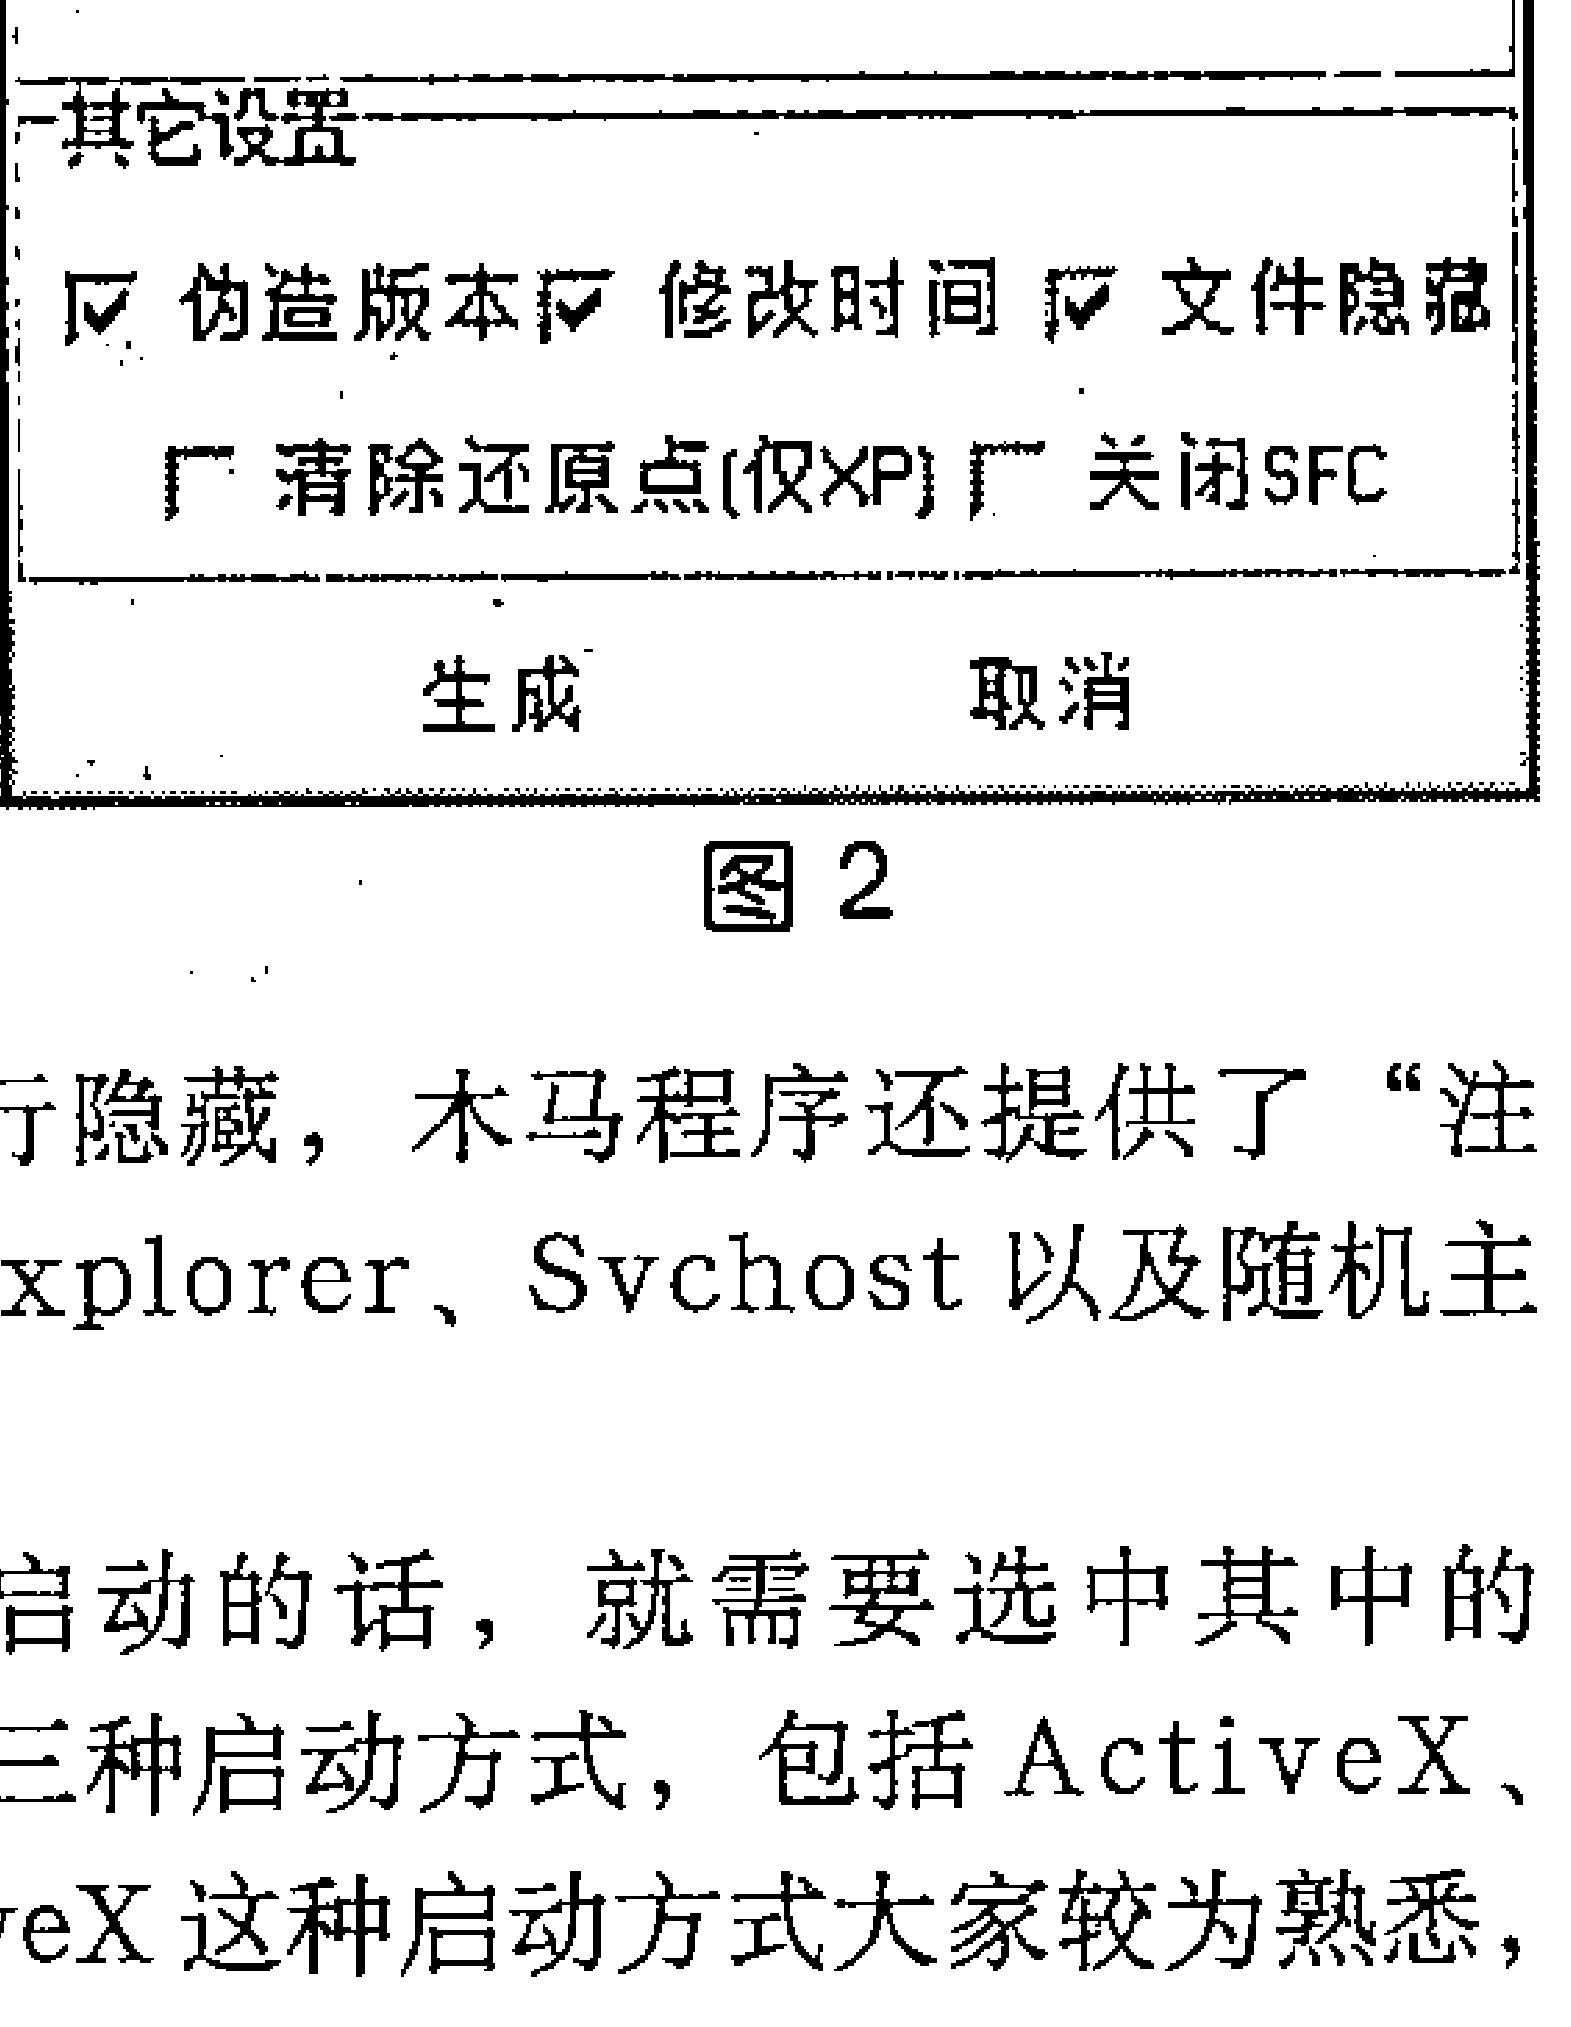 其它设置
伪造版本 修改时间 文件隐藏
清除还原点(仅XP) 关闭SFC
生成 取消
图 2
行隐藏，木马程序还提供了“注
xplorer、Svchost 以及随机主
启动的话，就需要选中其中的
三种启动方式，包括 ActiveX、
veX 这种启动方式大家较为熟悉，